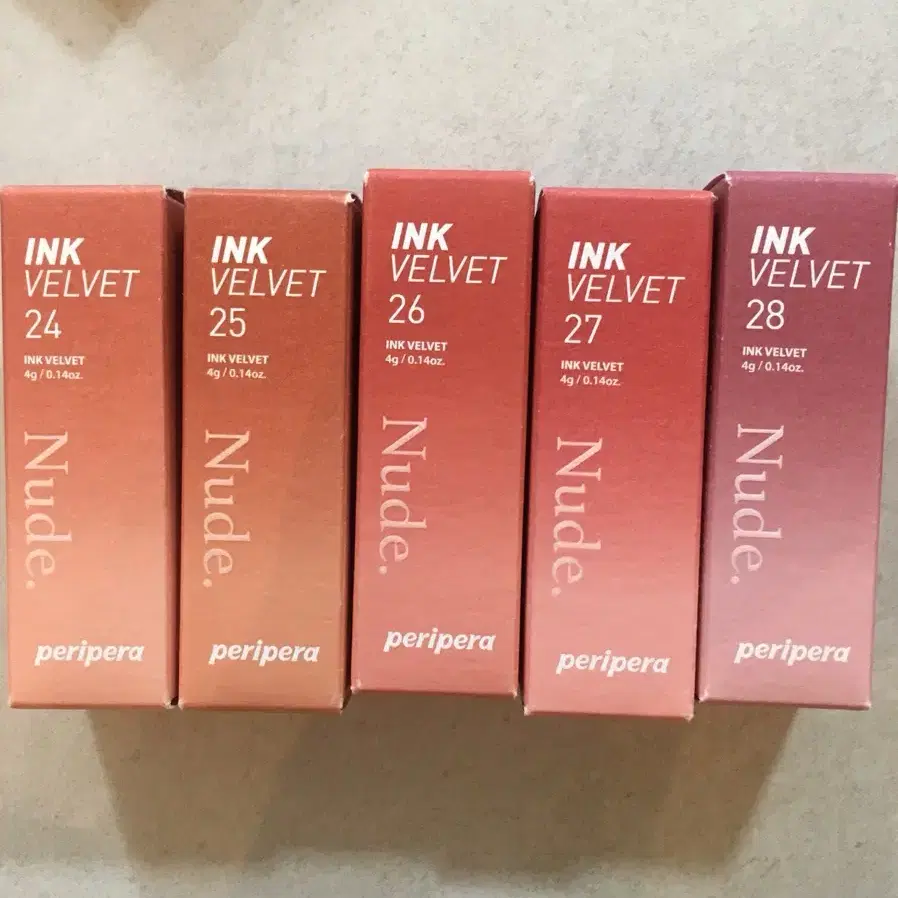 INK
VELVET
24
INK VELVET
4g / 0.14oz.
Nude.
peripera
INK
VELVET
25
INK VELVET
4g / 0.14oz.
Nude.
peripera
INK
VELVET
26
INK VELVET
4g / 0.14oz.
Nude.
peripera
INK
VELVET
27
INK VELVET
4g / 0.14oz.
Nude.
peripera
INK
VELVET
28
INK VELVET
4g / 0.14oz.
Nude.
peripera